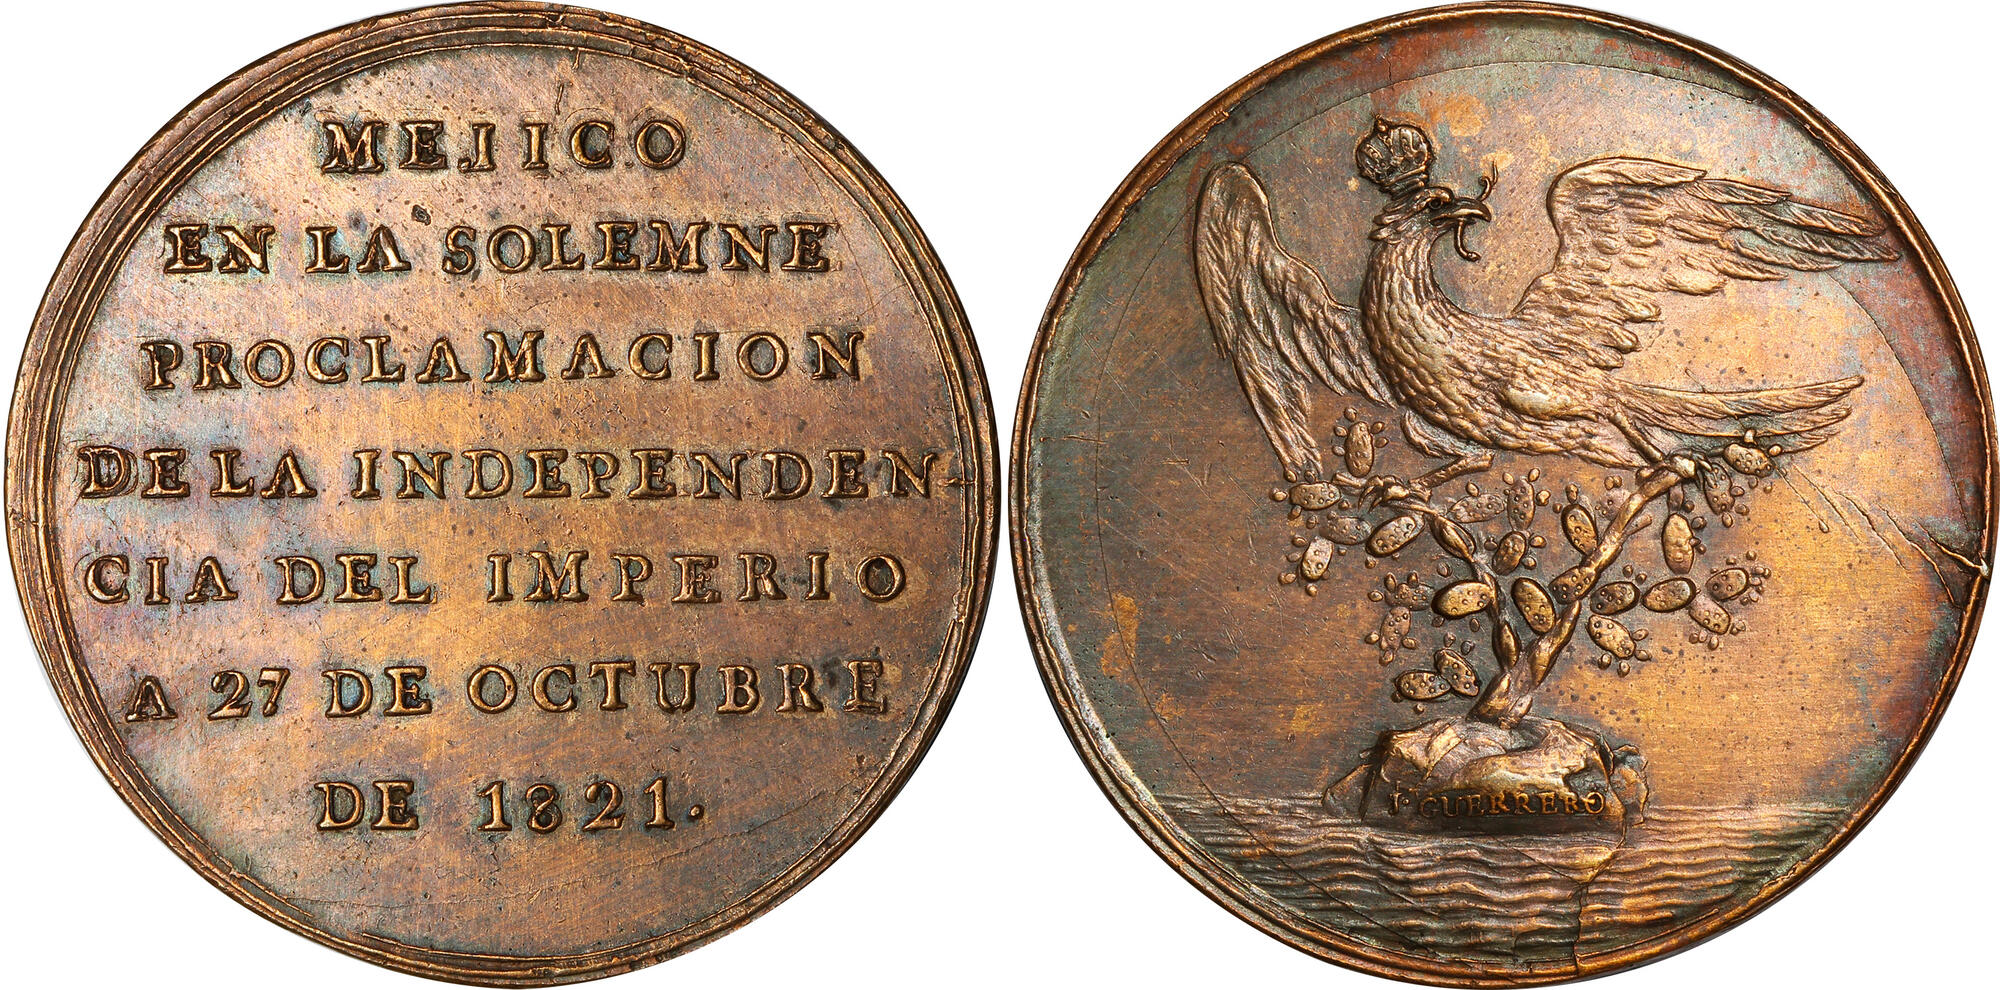 MEJICO
EN LA SOLEMNE
PROCLAMACION
DE LA INDEPENDEN
CIA DEL IMPERIO
A 27 DE OCTUBRE
DE 1821.
F. GUERRERO